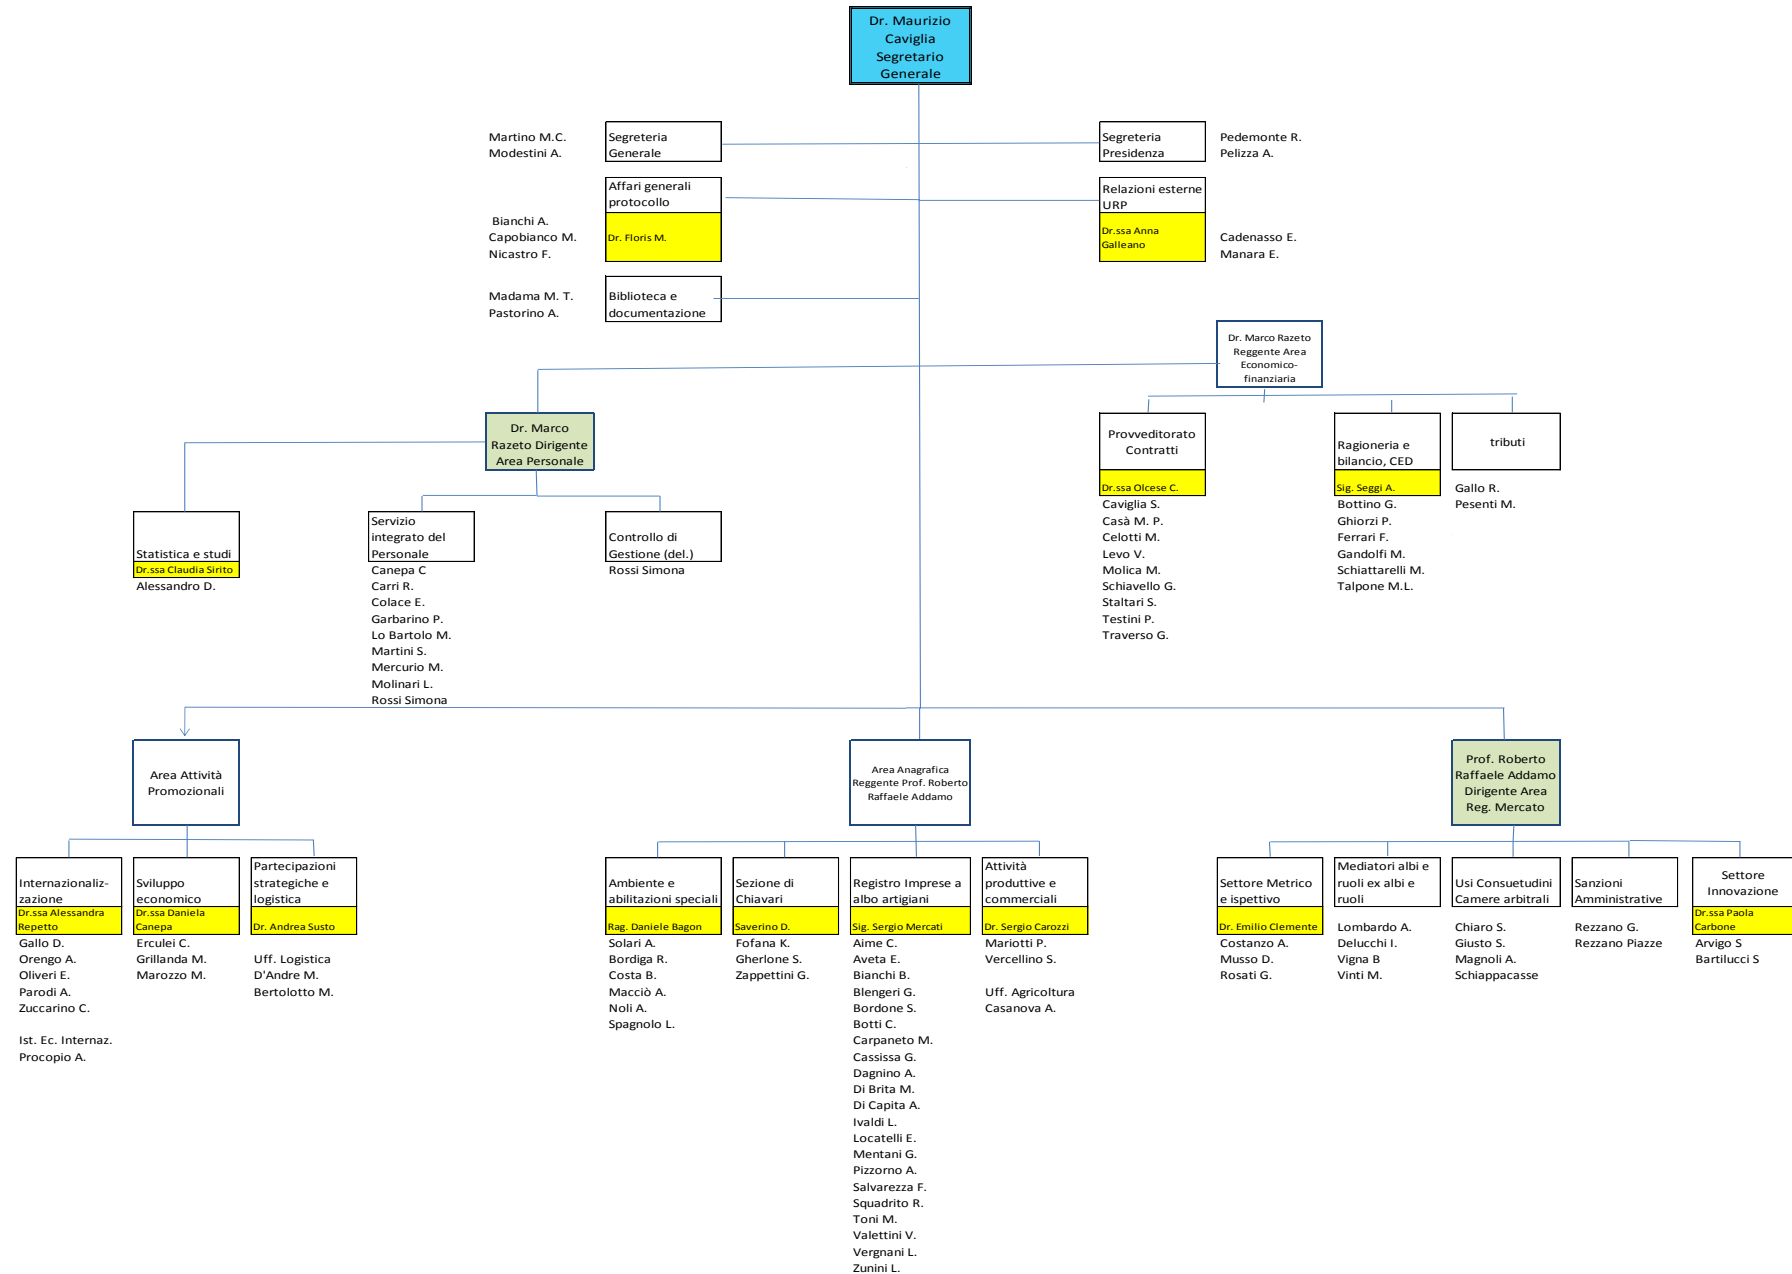 Dr. Maurizio
Caviglia
Segretario
Generale
Martino M.C.
Modestini A.
Segreteria
Generale
Segreteria
Presidenza
Pedemonte R.
Pelizza A.
Affari generali
protocollo
Dr. Floris M.
Bianchi A.
Capobianco M.
Nicastro F.
Relazioni esterne
URP
Dr.ssa Anna
Galleano
Cadenasso E.
Manara E.
Madama M. T.
Pastorino A.
Biblioteca e
documentazione
Dr. Marco Razeto
Reggente Area
Economico-
finanziaria
Dr. Marco
Razeto Dirigente
Area Personale
Provveditorato
Contratti
Dr.ssa Olcese C.
Caviglia S.
Casà M. P.
Celotti M.
Levo V.
Molica M.
Schiavello G.
Staltari S.
Testini P.
Traverso G.
Ragioneria e
bilancio, CED
Sig. Seggi A.
Bottino G.
Ghiorzi P.
Ferrari F.
Gandolfi M.
Schiattarelli M.
Talpone M.L.
tributi
Gallo R.
Pesenti M.
Statistica e studi
Dr.ssa Claudia Sirito
Alessandro D.
Servizio
integrato del
Personale
Canepa C
Carri R.
Colace E.
Garbarino P.
Lo Bartolo M.
Martini S.
Mercurio M.
Molinari L.
Rossi Simona
Controllo di
Gestione (del.)
Rossi Simona
Area Attività
Promozionali
Area Anagrafica
Reggente Prof. Roberto
Raffaele Addamo
Prof. Roberto
Raffaele Addamo
Dirigente Area
Reg. Mercato
Internazionaliz-
zazione
Dr.ssa Alessandra
Repetto
Gallo D.
Orengo A.
Oliveri E.
Parodi A.
Zuccarino C.
Ist. Ec. Internaz.
Procopio A.
Sviluppo
economico
Dr.ssa Daniela
Canepa
Erculei C.
Grillanda M.
Marozzo M.
Partecipazioni
strategiche e
logistica
Dr. Andrea Susto
Uff. Logistica
D'Andre M.
Bertolotto M.
Ambiente e
abilitazioni speciali
Rag. Daniele Bagon
Solari A.
Bordiga R.
Costa B.
Macciò A.
Noli A.
Spagnolo L.
Sezione di
Chiavari
Saverino D.
Fofana K.
Gherlone S.
Zappettini G.
Registro Imprese a
albo artigiani
Sig. Sergio Mercati
Aime C.
Aveta E.
Bianchi B.
Blengeri G.
Bordone S.
Botti C.
Carpaneto M.
Cassissa G.
Dagnino A.
Di Brita M.
Di Capita A.
Ivaldi L.
Locatelli E.
Mentani G.
Pizzorno A.
Salvarezza F.
Squadrito R.
Toni M.
Valettini V.
Vergnani L.
Zunini L.
Attività
produttive e
commerciali
Dr. Sergio Carozzi
Mariotti P.
Vercellino S.
Uff. Agricoltura
Casanova A.
Settore Metrico
e ispettivo
Dr. Emilio Clemente
Costanzo A.
Musso D.
Rosati G.
Mediatori albi e
ruoli ex albi e
ruoli
Lombardo A.
Delucchi I.
Vigna B
Vinti M.
Usi Consuetudini
Camere arbitrali
Chiaro S.
Giusto S.
Magnoli A.
Schiappacasse
Sanzioni
Amministrative
Rezzano G.
Rezzano Piazze
Settore
Innovazione
Dr.ssa Paola
Carbone
Arvigo S
Bartilucci S